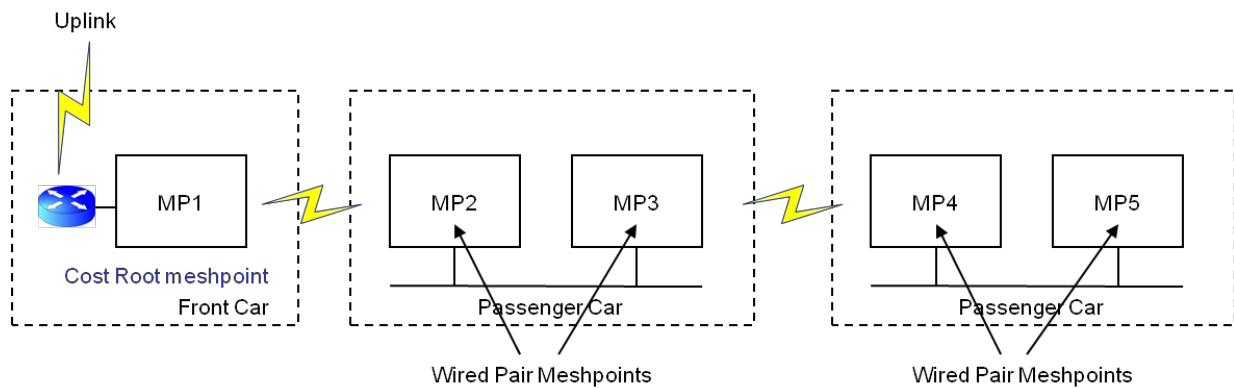 Uplink
MP1
MP2
MP3
MP4
MP5
Cost Root meshpoint
Front Car
Passenger Car
Passenger Car
Wired Pair Meshpoints
Wired Pair Meshpoints